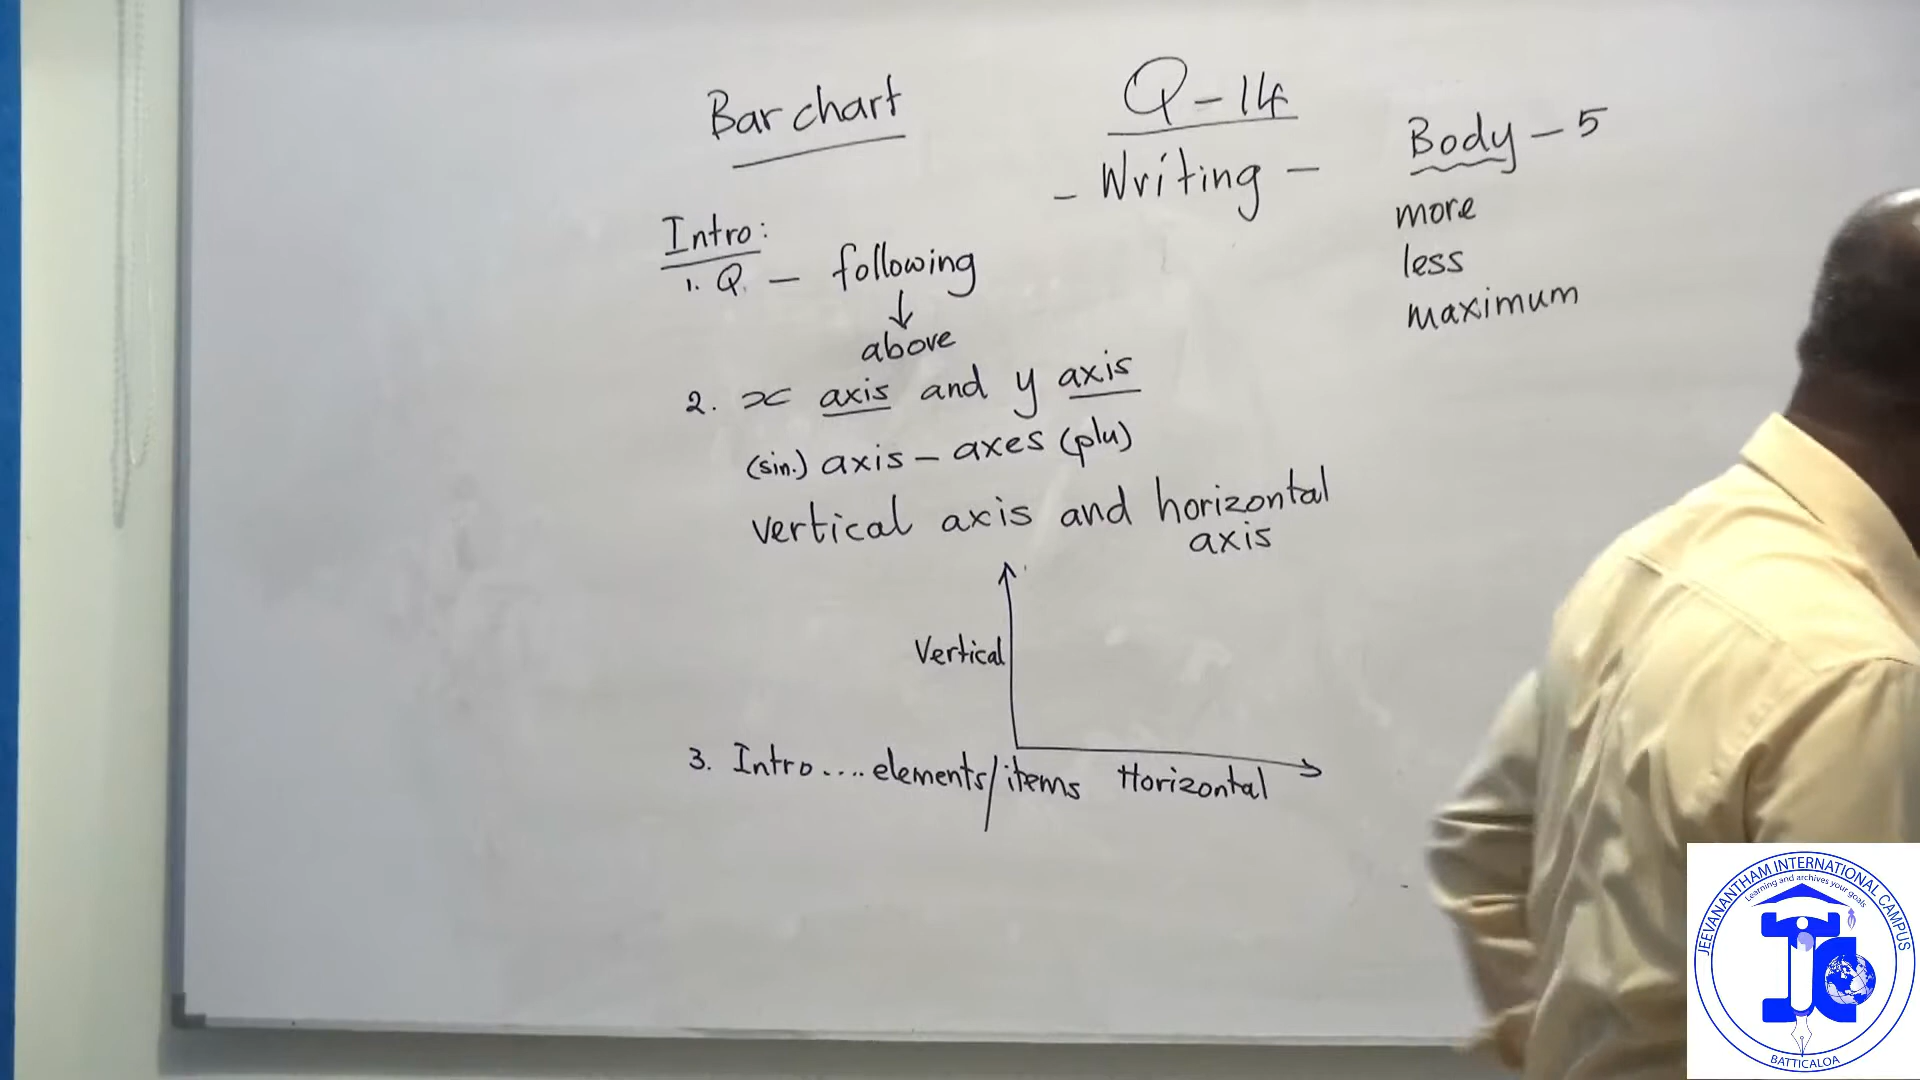 Bar chart
Q - 14
- Writing -
Intro:
1. Q. - following
↓
above
2. x axis and y axis
(sin.) axis - axes (plu)
vertical axis and horizontal
axis
Vertical
Horizontal
3. Intro.... elements/items
Body - 5
more
less
maximum
JEEVANANTHAM INTERNATIONAL CAMPUS
Learning and archives your goals
BATTICALOA